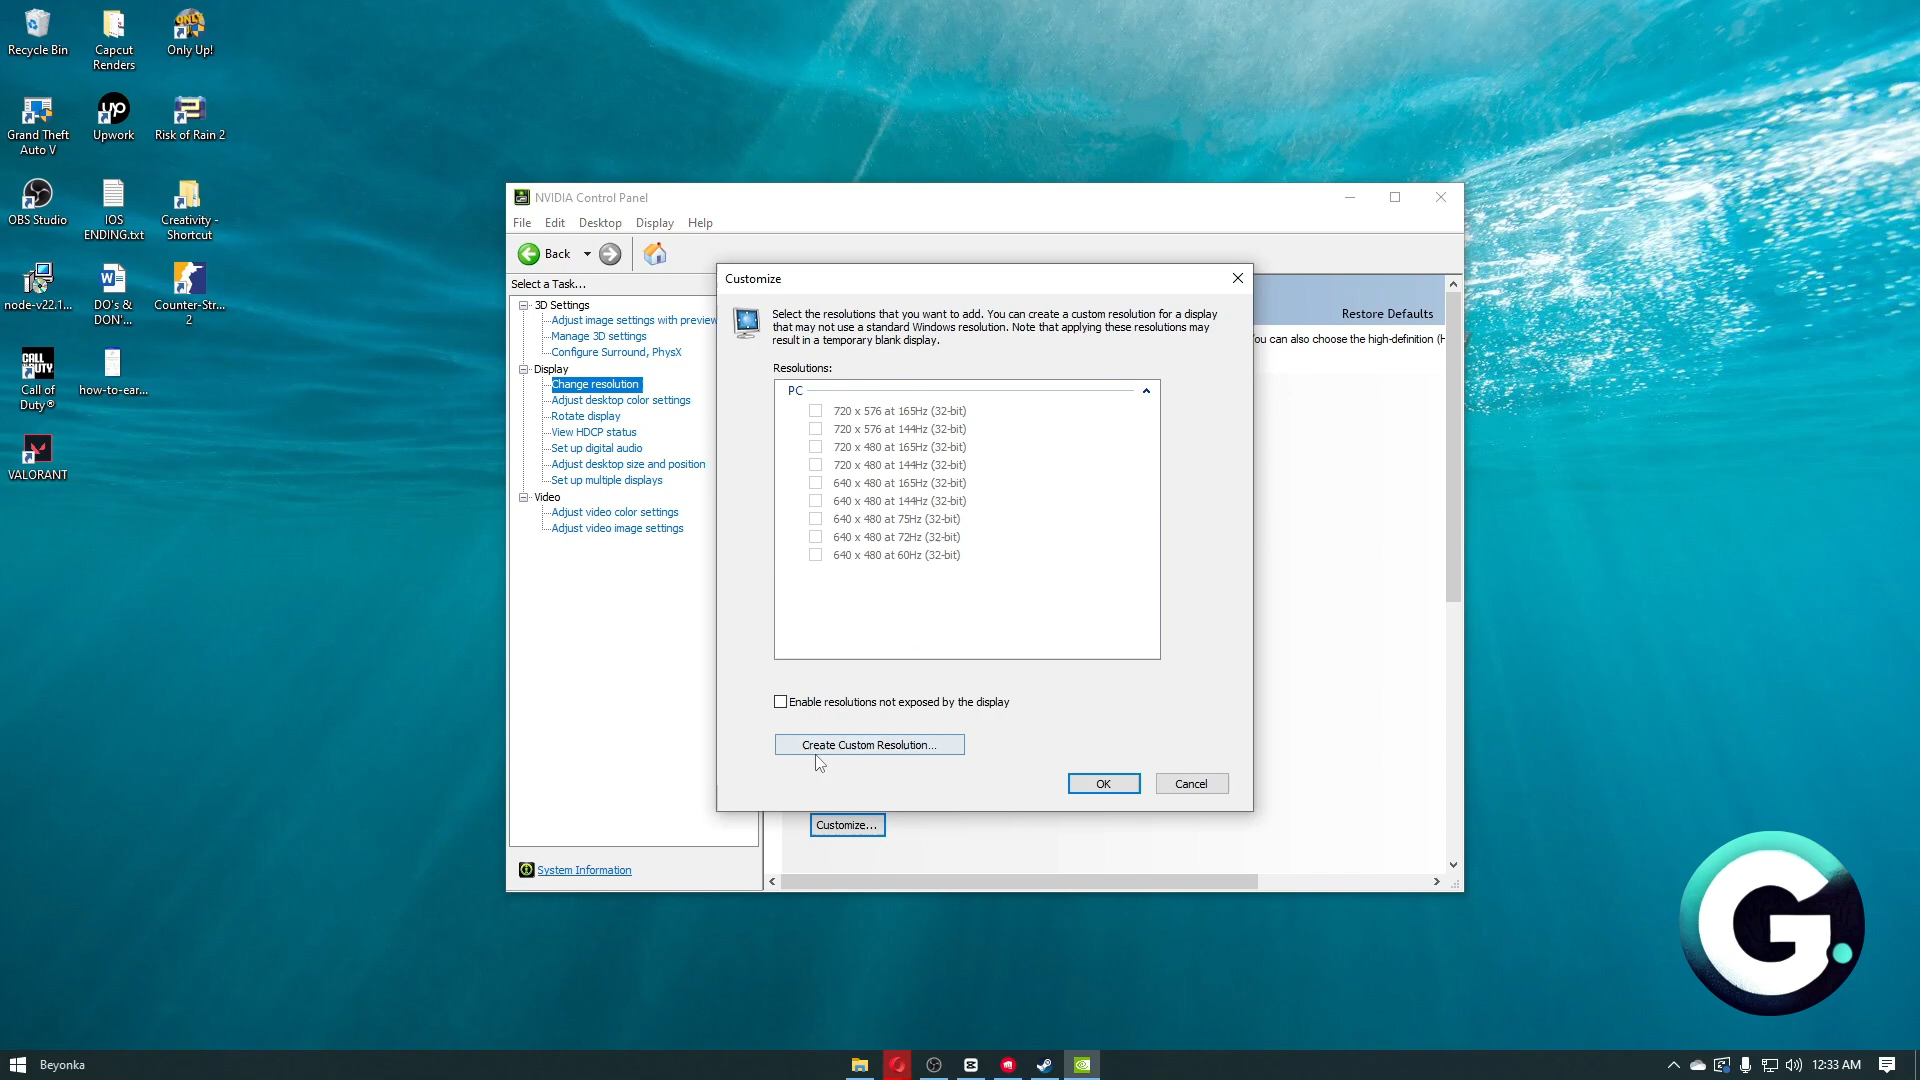 Recycle Bin
Capcut
Renders
ONLY
Only Up!
Grand Theft
Auto V
up
Upwork
Risk of Rain 2
OBS Studio
IOS
ENDING.txt
Creativity -
Shortcut
node-v22.1...
DO's &
DON'...
Counter-Str...
2
CALL
DUTY
Call of
Duty®
how-to-ear...
VALORANT
NVIDIA Control Panel
File Edit Desktop Display Help
Back
Select a Task...
3D Settings
Adjust image settings with preview
Manage 3D settings
Configure Surround, PhysX
Display
Change resolution
Adjust desktop color settings
Rotate display
View HDCP status
Set up digital audio
Adjust desktop size and position
Set up multiple displays
Video
Adjust video color settings
Adjust video image settings
System Information
Restore Defaults
ou can also choose the high-definition (H
Customize
Select the resolutions that you want to add. You can create a custom resolution for a display
that may not use a standard Windows resolution. Note that applying these resolutions may
result in a temporary blank display.
Resolutions:
PC
720 x 576 at 165Hz (32-bit)
720 x 576 at 144Hz (32-bit)
720 x 480 at 165Hz (32-bit)
720 x 480 at 144Hz (32-bit)
640 x 480 at 165Hz (32-bit)
640 x 480 at 144Hz (32-bit)
640 x 480 at 75Hz (32-bit)
640 x 480 at 72Hz (32-bit)
640 x 480 at 60Hz (32-bit)
Enable resolutions not exposed by the display
Create Custom Resolution...
OK
Cancel
Customize...
G
Beyonka
12:33 AM